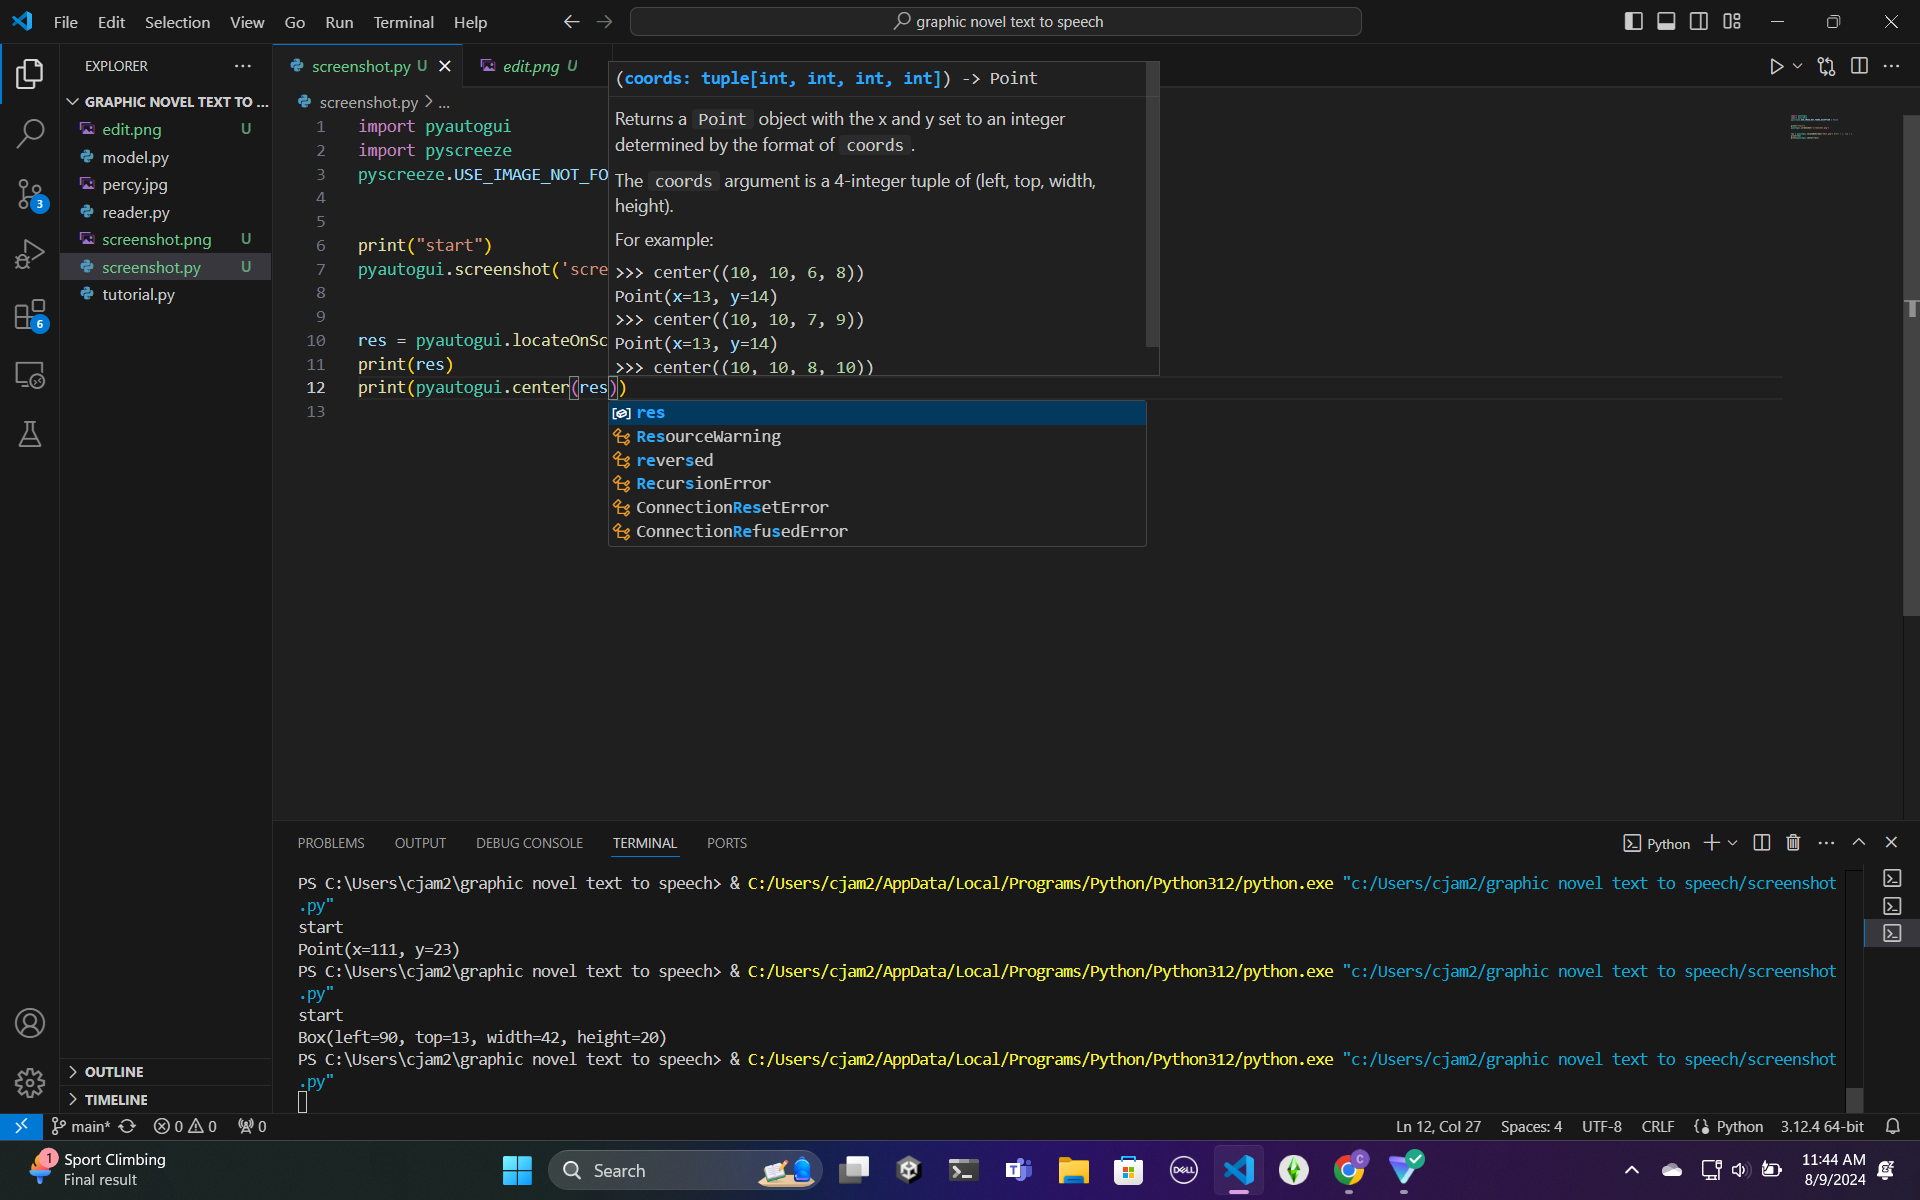 File Edit Selection View Go Run Terminal Help
graphic novel text to speech
EXPLORER
GRAPHIC NOVEL TEXT TO ...
edit.png U
model.py
percy.jpg
reader.py
screenshot.png U
screenshot.py U
tutorial.py
OUTLINE
TIMELINE
3
6
screenshot.py U
edit.png U
screenshot.py > ...
1 import pyautogui
2 import pyscreeze
3 pyscreeze.USE_IMAGE_NOT_FO
4
5
6 print("start")
7 pyautogui.screenshot('scre
8
9
10 res = pyautogui.locateOnSc
11 print(res)
12 print(pyautogui.center(res))
13
(coords: tuple[int, int, int, int]) -> Point
Returns a Point object with the x and y set to an integer
determined by the format of coords .
The coords argument is a 4-integer tuple of (left, top, width,
height).
For example:
>>> center((10, 10, 6, 8))
Point(x=13, y=14)
>>> center((10, 10, 7, 9))
Point(x=13, y=14)
>>> center((10, 10, 8, 10))
res
ResourceWarning
reversed
RecursionError
ConnectionResetError
ConnectionRefusedError
PROBLEMS OUTPUT DEBUG CONSOLE TERMINAL PORTS
Python
PS C:\Users\cjam2\graphic novel text to speech> & C:/Users/cjam2/AppData/Local/Programs/Python/Python312/python.exe "c:/Users/cjam2/graphic novel text to speech/screenshot
.py"
start
Point(x=111, y=23)
PS C:\Users\cjam2\graphic novel text to speech> & C:/Users/cjam2/AppData/Local/Programs/Python/Python312/python.exe "c:/Users/cjam2/graphic novel text to speech/screenshot
.py"
start
Box(left=90, top=13, width=42, height=20)
PS C:\Users\cjam2\graphic novel text to speech> & C:/Users/cjam2/AppData/Local/Programs/Python/Python312/python.exe "c:/Users/cjam2/graphic novel text to speech/screenshot
.py"
main* 0 0 0
Ln 12, Col 27 Spaces: 4 UTF-8 CRLF Python 3.12.4 64-bit
1
Sport Climbing
Final result
Search
DELL
C
11:44 AM
8/9/2024